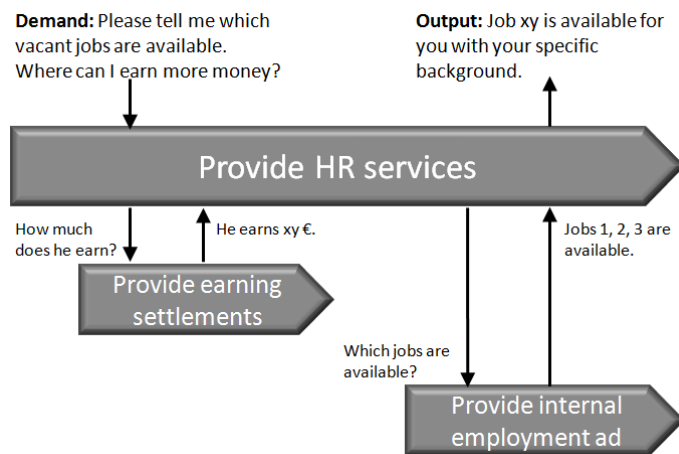 Demand: Please tell me which
vacant jobs are available.
Where can I earn more money?
Output: Job xy is available for
you with your specific
background.
Provide HR services
How much
does he earn?
He earns xy €.
Jobs 1, 2, 3 are
available.
Provide earning
settlements
Which jobs are
available?
Provide internal
employment ad